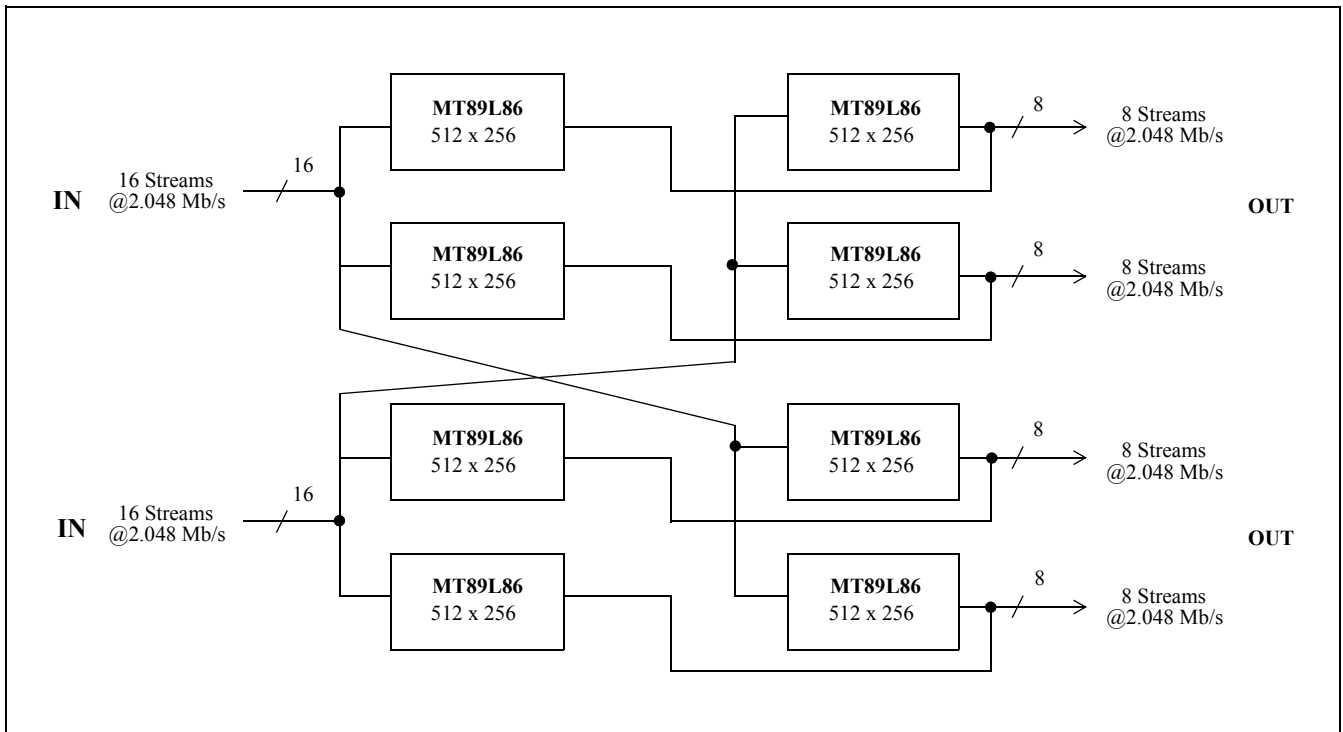 MT89L86
512 x 256
MT89L86
512 x 256
8
8 Streams
@2.048 Mb/s
16
IN
16 Streams
@2.048 Mb/s
OUT
MT89L86
512 x 256
MT89L86
512 x 256
8
8 Streams
@2.048 Mb/s
MT89L86
512 x 256
MT89L86
512 x 256
8
8 Streams
@2.048 Mb/s
16
IN
16 Streams
@2.048 Mb/s
OUT
MT89L86
512 x 256
MT89L86
512 x 256
8
8 Streams
@2.048 Mb/s